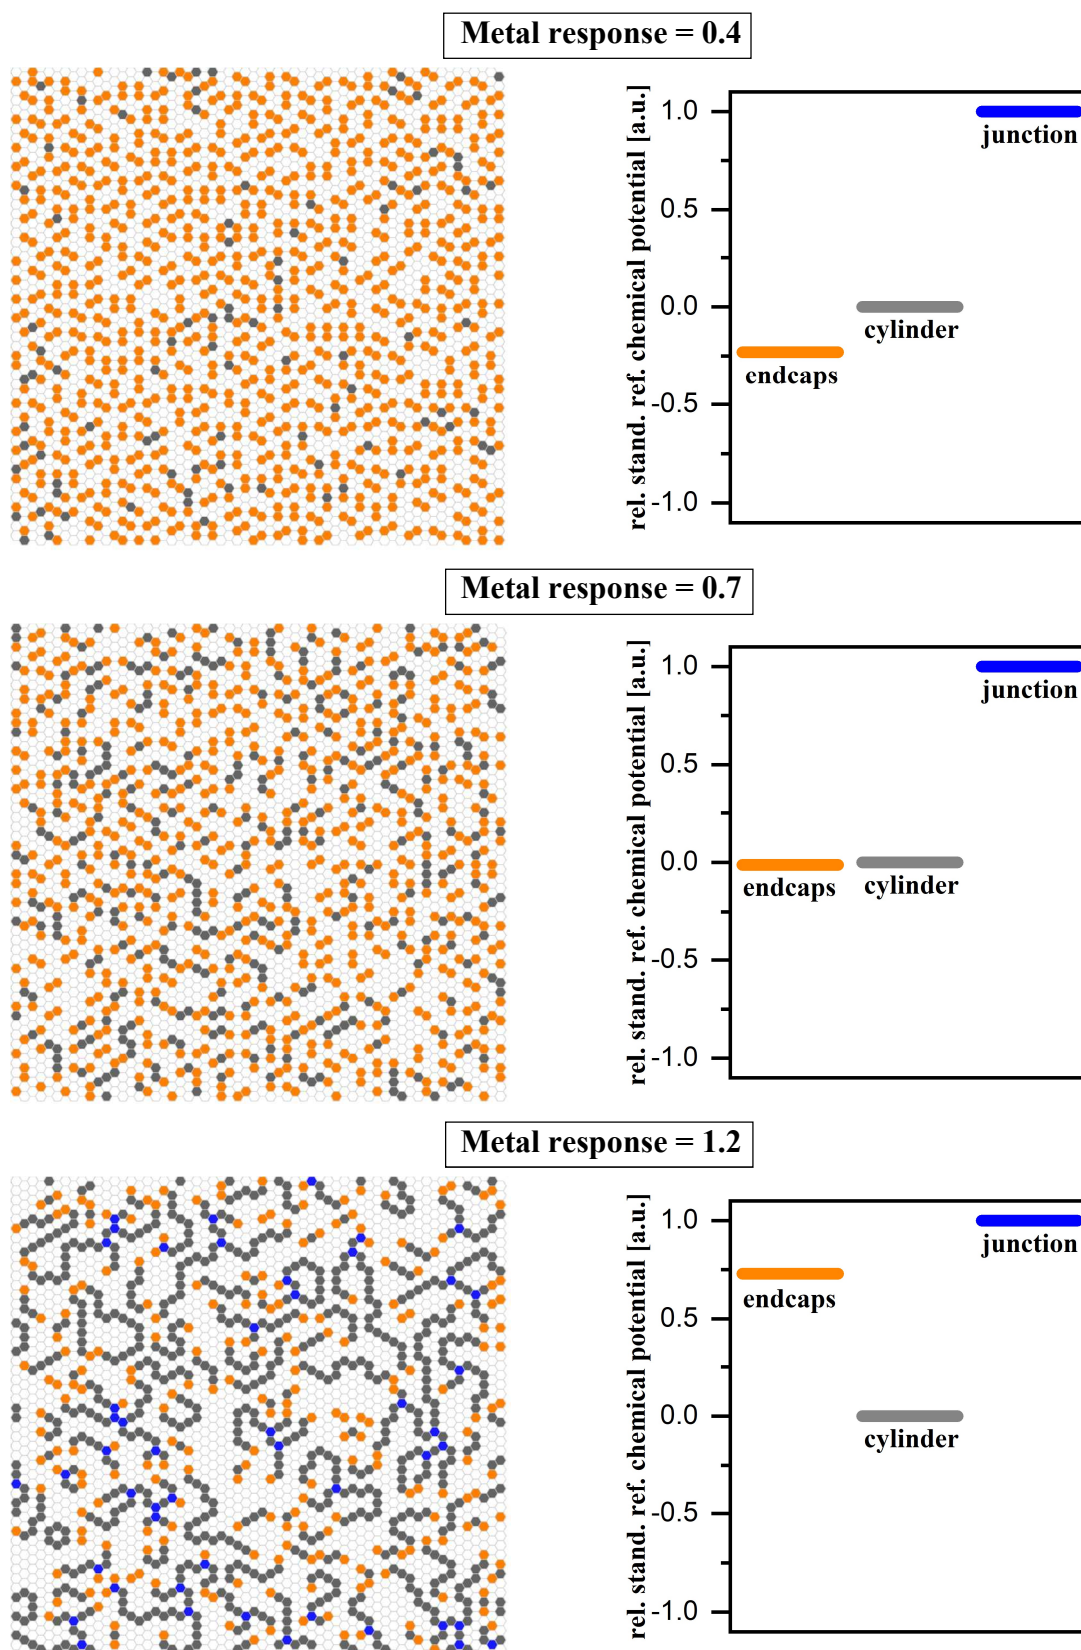 Metal response = 0.4
rel. stand. ref. chemical potential [a.u.]
1.0
0.5
0.0
-0.5
-1.0
junction
cylinder
endcaps
Metal response = 0.7
rel. stand. ref. chemical potential [a.u.]
1.0
0.5
0.0
-0.5
-1.0
junction
endcaps
cylinder
Metal response = 1.2
rel. stand. ref. chemical potential [a.u.]
1.0
0.5
0.0
-0.5
-1.0
junction
endcaps
cylinder